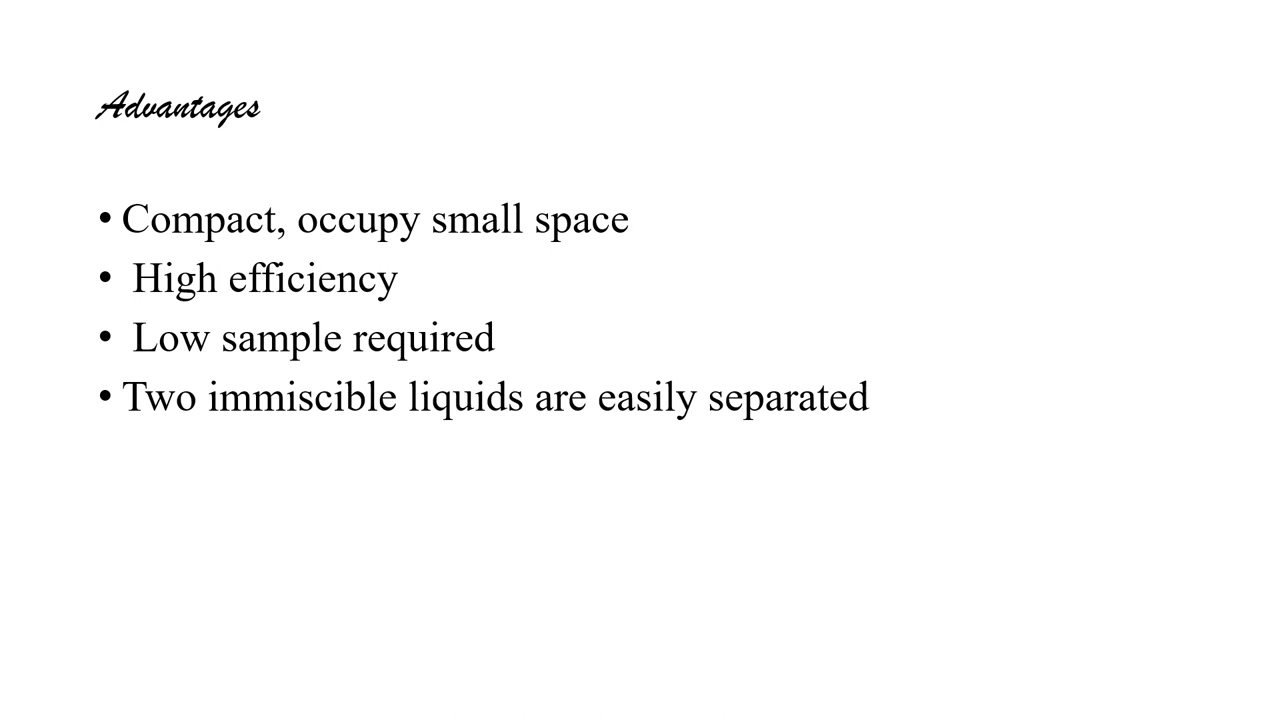 Advantages
• Compact, occupy small space
• High efficiency
• Low sample required
• Two immiscible liquids are easily separated